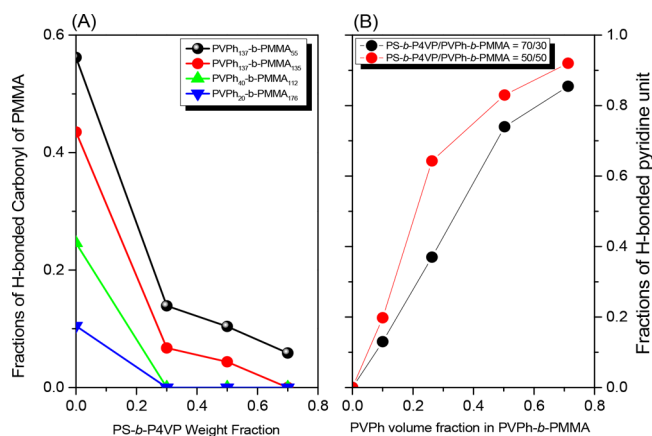 (A)
PVPh137-b-PMMA55
PVPh137-b-PMMA135
PVPh40-b-PMMA112
PVPh20-b-PMMA176
Fractions of H-bonded Carbonyl of PMMA
0.6
0.4
0.2
0.0
0.0 0.2 0.4 0.6 0.8
PS-b-P4VP Weight Fraction
(B)
PS-b-P4VP/PVPh-b-PMMA = 70/30
PS-b-P4VP/PVPh-b-PMMA = 50/50
1.0
0.8
0.6
0.4
0.2
0.0
Fractions of H-bonded pyridine unit
0.0 0.2 0.4 0.6 0.8
PVPh volume fraction in PVPh-b-PMMA